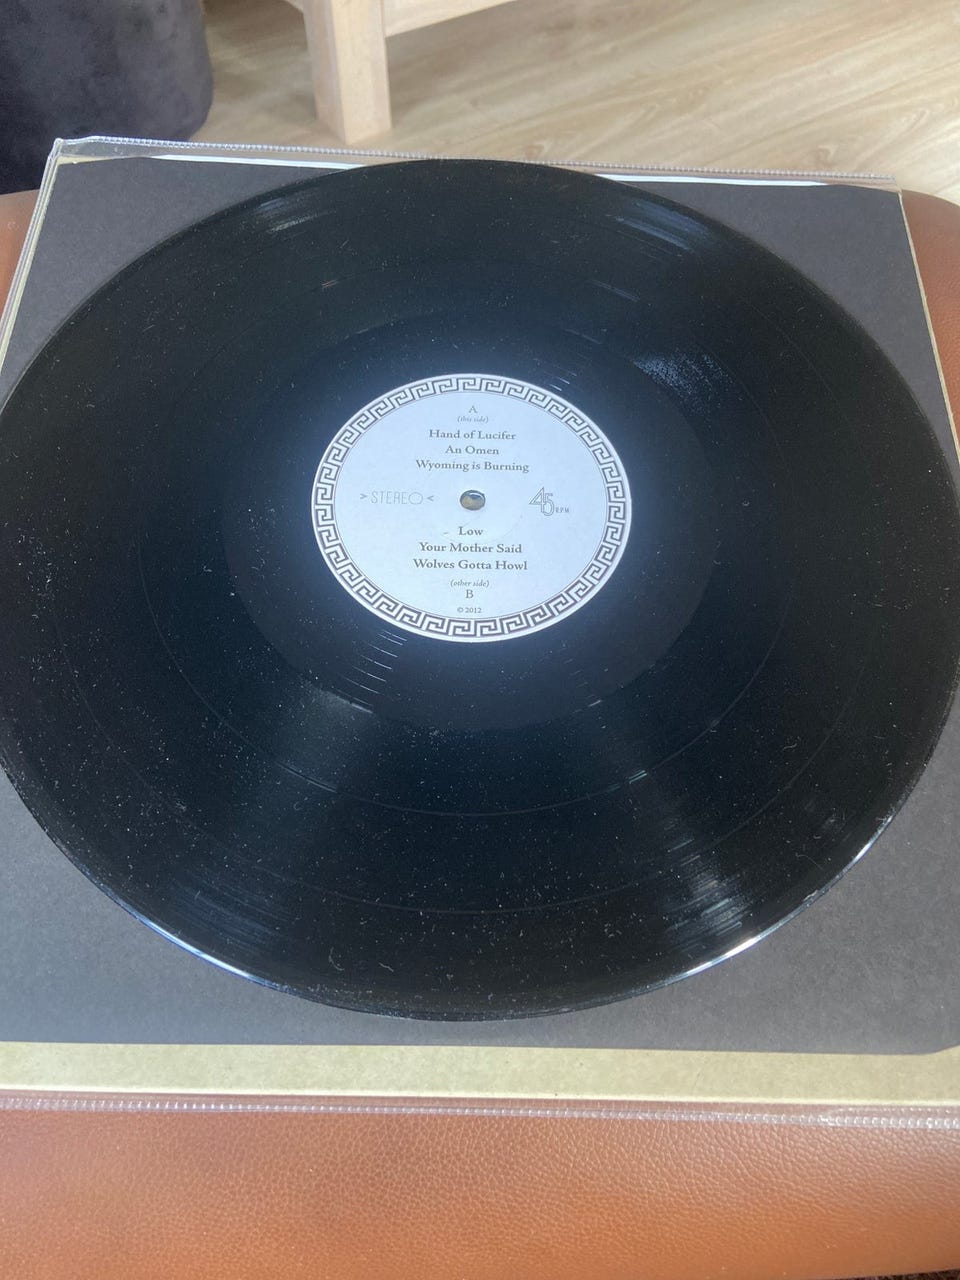 A
(this side)
Hand of Lucifer
An Omen
Wyoming is Burning
>STEREO<
45 RPM
Low
Your Mother Said
Wolves Gotta Howl
(other side)
B
© 2012